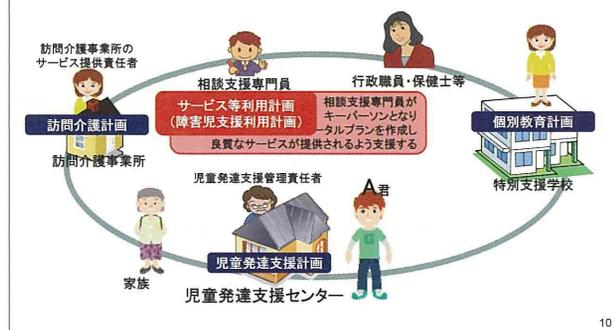 訪問介護事業所の
サービス提供責任者
相談支援専門員
行政職員・保健士等
サービス等利用計画
(障害児支援利用計画)
相談支援専門員が
キーパーソンとなり
ータルプランを作成し
良質なサービスが提供されるよう支援する
訪問介護計画
訪問介護事業所
個別教育計画
特別支援学校
児童発達支援管理責任者
A君
児童発達支援計画
児童発達支援センター
家族
10